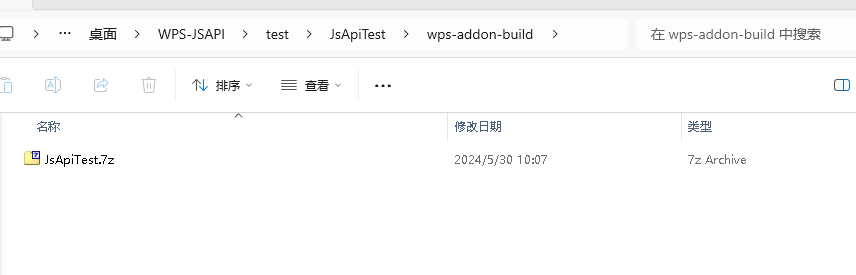 ··· 桌面 > WPS-JSAPI > test > JsApiTest > wps-addon-build > 在 wps-addon-build 中搜索
排序 查看 ···
名称 修改日期 类型
JsApiTest.7z 2024/5/30 10:07 7z Archive